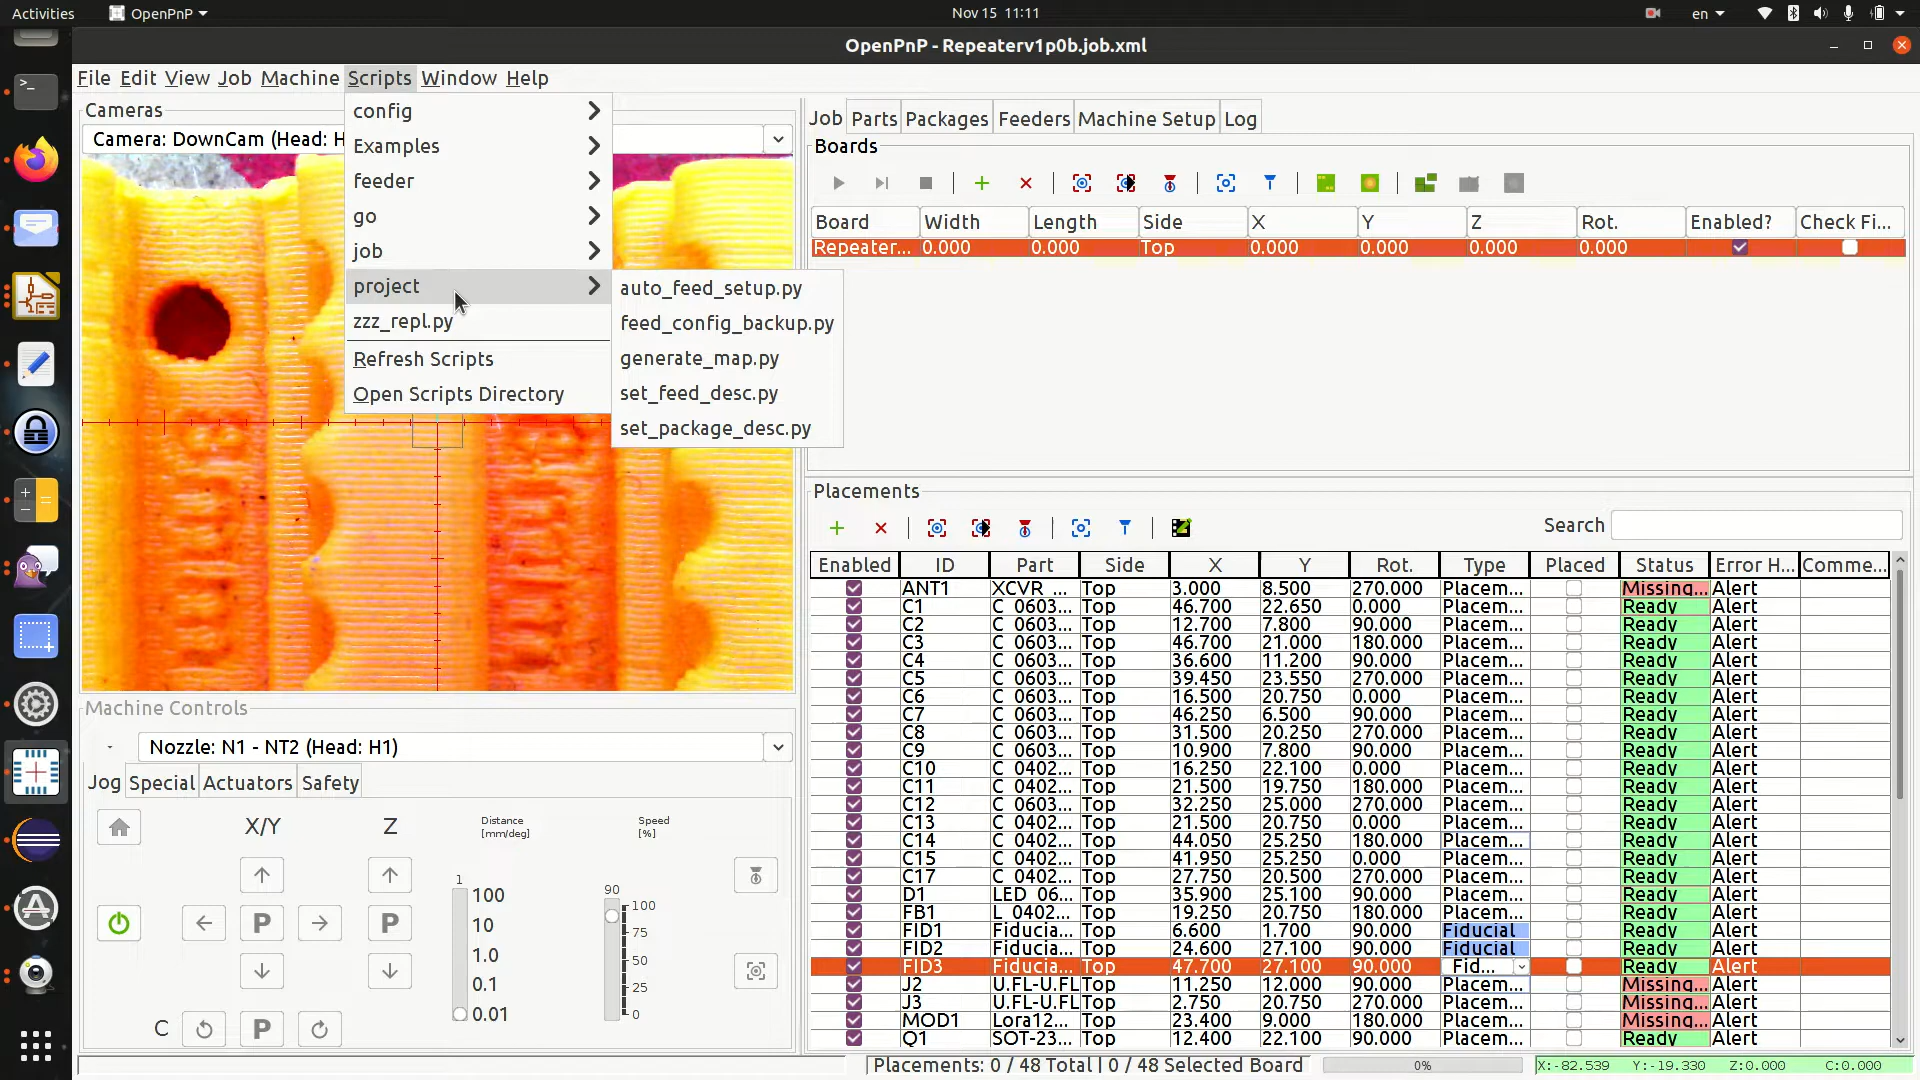 Activities
OpenPnP
Nov 15 11:11
en
OpenPnP - Repeaterv1p0b.job.xml
File Edit View Job Machine Scripts Window Help
Cameras
Camera: DownCam (Head: H
config
Examples
feeder
go
job
project
zzz_repl.py
Refresh Scripts
Open Scripts Directory
auto_feed_setup.py
feed_config_backup.py
generate_map.py
set_feed_desc.py
set_package_desc.py
Job Parts Packages Feeders Machine Setup Log
Boards
Board Width Length Side X Y Z Rot. Enabled? Check Fi...
Repeater... 0.000 0.000 Top 0.000 0.000 0.000 0.000
Placements
Search
Enabled ID Part Side X Y Rot. Type Placed Status Error H... Comme...
ANT1 XCVR_... Top 3.000 8.500 270.000 Placem... Missing... Alert
C1 C_0603... Top 46.700 22.650 0.000 Placem... Ready Alert
C2 C_0603... Top 12.700 7.800 90.000 Placem... Ready Alert
C3 C_0603... Top 46.700 21.000 180.000 Placem... Ready Alert
C4 C_0603... Top 36.600 11.200 90.000 Placem... Ready Alert
C5 C_0603... Top 39.450 23.550 270.000 Placem... Ready Alert
C6 C_0603... Top 16.500 20.750 0.000 Placem... Ready Alert
C7 C_0603... Top 46.250 6.500 90.000 Placem... Ready Alert
C8 C_0603... Top 31.500 20.250 270.000 Placem... Ready Alert
C9 C_0603... Top 10.900 7.800 90.000 Placem... Ready Alert
C10 C_0402... Top 16.250 22.100 0.000 Placem... Ready Alert
C11 C_0402... Top 21.500 19.750 180.000 Placem... Ready Alert
C12 C_0603... Top 32.250 25.000 270.000 Placem... Ready Alert
C13 C_0402... Top 21.500 20.750 0.000 Placem... Ready Alert
C14 C_0402... Top 44.050 25.250 180.000 Placem... Ready Alert
C15 C_0402... Top 41.950 25.250 0.000 Placem... Ready Alert
C17 C_0402... Top 27.750 20.500 270.000 Placem... Ready Alert
D1 LED_06... Top 35.900 25.100 90.000 Placem... Ready Alert
FB1 L_0402... Top 19.250 20.750 180.000 Placem... Ready Alert
FID1 Fiducia... Top 6.600 1.700 90.000 Fiducial Ready Alert
FID2 Fiducia... Top 24.600 27.100 90.000 Fiducial Ready Alert
FID3 Fiducia... Top 47.700 27.100 90.000 Fid... Ready Alert
J2 U.FL-U.FL Top 11.250 12.000 90.000 Placem... Missing... Alert
J3 U.FL-U.FL Top 2.750 20.750 270.000 Placem... Missing... Alert
MOD1 Lora12... Top 23.400 9.000 180.000 Placem... Missing... Alert
Q1 SOT-23... Top 12.400 22.100 90.000 Placem... Ready Alert
Machine Controls
Nozzle: N1 - NT2 (Head: H1)
Jog Special Actuators Safety
X/Y Z
Distance [mm/deg]
Speed [%]
1
100
10
1.0
0.1
0.01
90
100
75
50
25
0
P P
C P
Placements: 0 / 48 Total | 0 / 48 Selected Board
0%
X:-82.539 Y:-19.330 Z:0.000 C:0.000